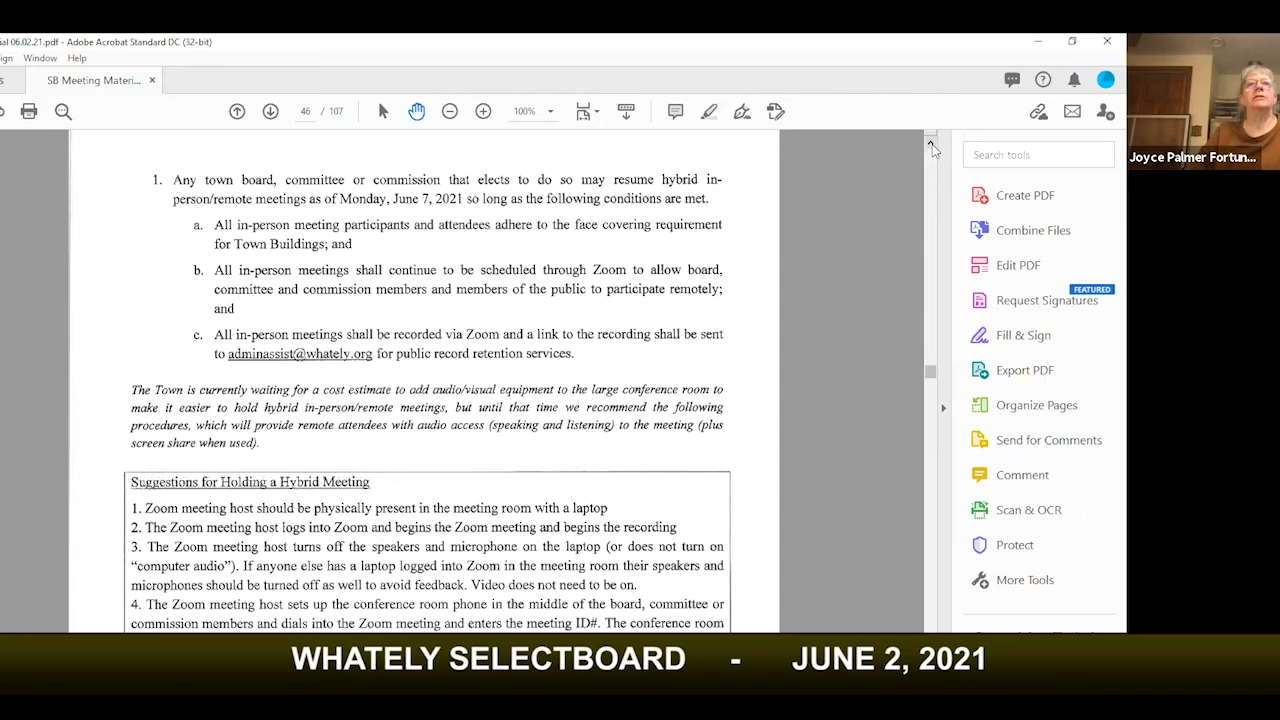 ial 06.02.21.pdf - Adobe Acrobat Standard DC (32-bit)
ign Window Help
s SB Meeting Materi... ×
46 / 107 100%
1. Any town board, committee or commission that elects to do so may resume hybrid in-
person/remote meetings as of Monday, June 7, 2021 so long as the following conditions are met.
a. All in-person meeting participants and attendees adhere to the face covering requirement
for Town Buildings; and
b. All in-person meetings shall continue to be scheduled through Zoom to allow board,
committee and commission members and members of the public to participate remotely;
and
c. All in-person meetings shall be recorded via Zoom and a link to the recording shall be sent
to adminassist@whately.org for public record retention services.
The Town is currently waiting for a cost estimate to add audio/visual equipment to the large conference room to
make it easier to hold hybrid in-person/remote meetings, but until that time we recommend the following
procedures, which will provide remote attendees with audio access (speaking and listening) to the meeting (plus
screen share when used).
Suggestions for Holding a Hybrid Meeting
1. Zoom meeting host should be physically present in the meeting room with a laptop
2. The Zoom meeting host logs into Zoom and begins the Zoom meeting and begins the recording
3. The Zoom meeting host turns off the speakers and microphone on the laptop (or does not turn on
“computer audio”). If anyone else has a laptop logged into Zoom in the meeting room their speakers and
microphones should be turned off as well to avoid feedback. Video does not need to be on.
4. The Zoom meeting host sets up the conference room phone in the middle of the board, committee or
commission members and dials into the Zoom meeting and enters the meeting ID#. The conference room
Search tools
Create PDF
Combine Files
Edit PDF
FEATURED
Request Signatures
Fill & Sign
Export PDF
Organize Pages
Send for Comments
Comment
Scan & OCR
Protect
More Tools
Joyce Palmer Fortun...
WHATELY SELECTBOARD - JUNE 2, 2021